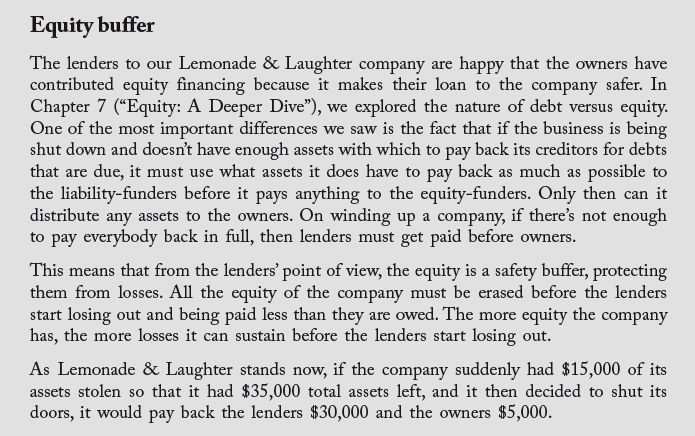 Equity buffer
The lenders to our Lemonade & Laughter company are happy that the owners have
contributed equity financing because it makes their loan to the company safer. In
Chapter 7 (“Equity: A Deeper Dive”), we explored the nature of debt versus equity.
One of the most important differences we saw is the fact that if the business is being
shut down and doesn’t have enough assets with which to pay back its creditors for debts
that are due, it must use what assets it does have to pay back as much as possible to
the liability-funders before it pays anything to the equity-funders. Only then can it
distribute any assets to the owners. On winding up a company, if there’s not enough
to pay everybody back in full, then lenders must get paid before owners.
This means that from the lenders’ point of view, the equity is a safety buffer, protecting
them from losses. All the equity of the company must be erased before the lenders
start losing out and being paid less than they are owed. The more equity the company
has, the more losses it can sustain before the lenders start losing out.
As Lemonade & Laughter stands now, if the company suddenly had $15,000 of its
assets stolen so that it had $35,000 total assets left, and it then decided to shut its
doors, it would pay back the lenders $30,000 and the owners $5,000.